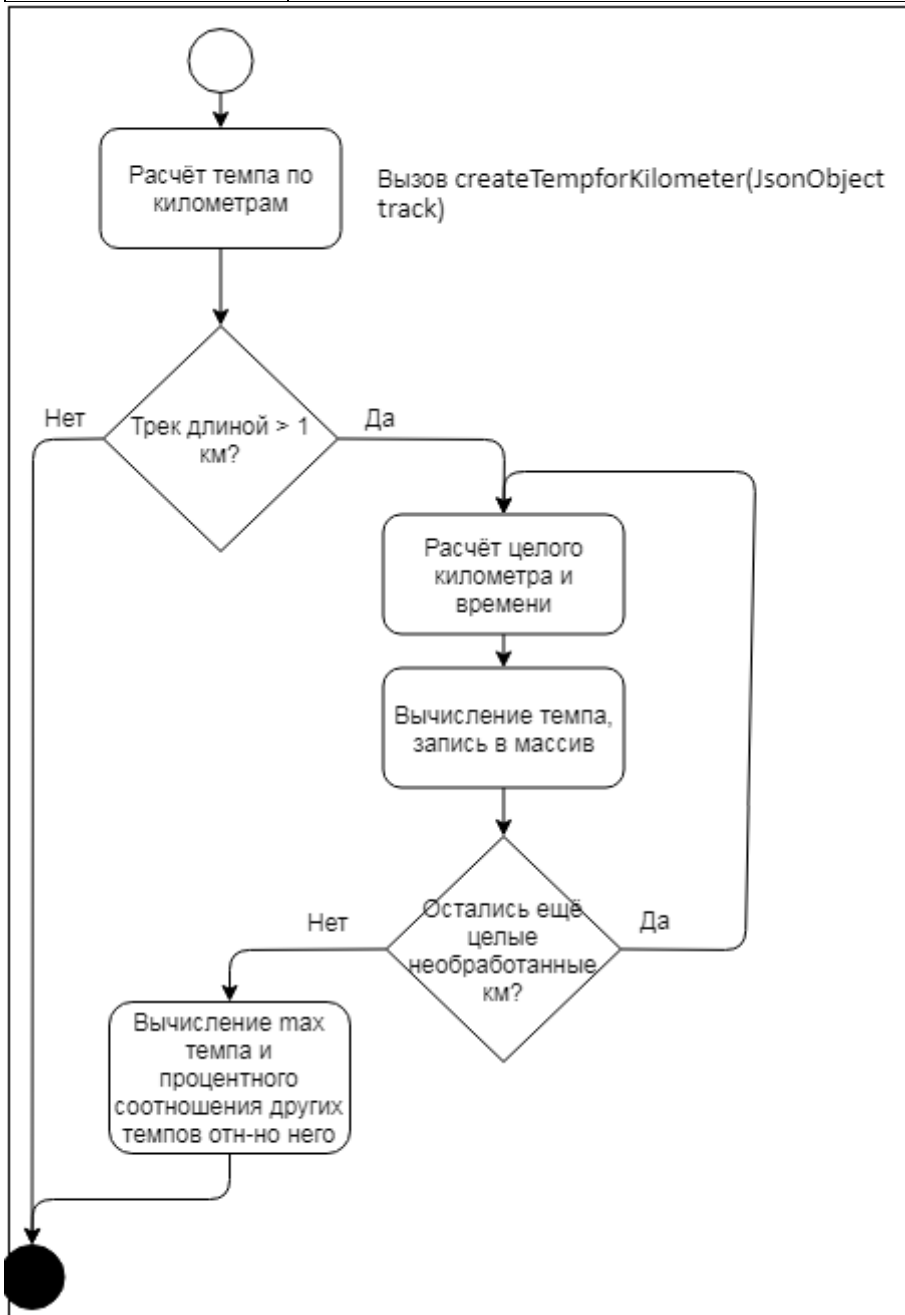 Расчёт темпа по
километрам
Вызов createTempforKilometer(JsonObject
track)
Нет
Трек длиной > 1
км?
Да
Расчёт целого
километра и
времени
Вычисление темпа,
запись в массив
Нет
Остались ещё
целые
необработанные
км?
Да
Вычисление max
темпа и
процентного
соотношения других
темпов отн-но него